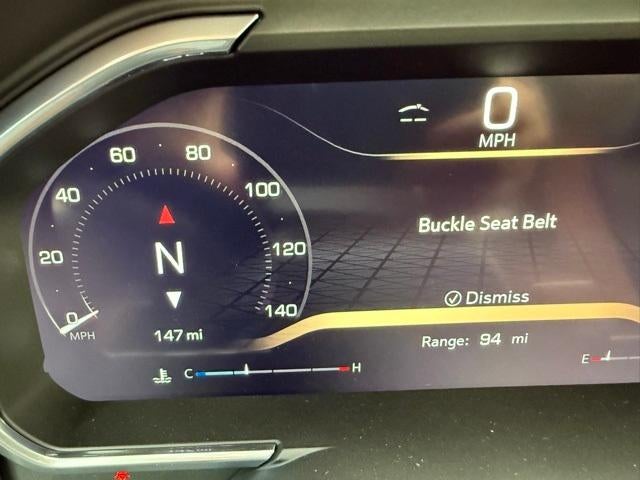 0
MPH
60 80
40 100
20 120
0 140
MPH
N
147 mi
C H
Buckle Seat Belt
Dismiss
Range: 94 mi
E